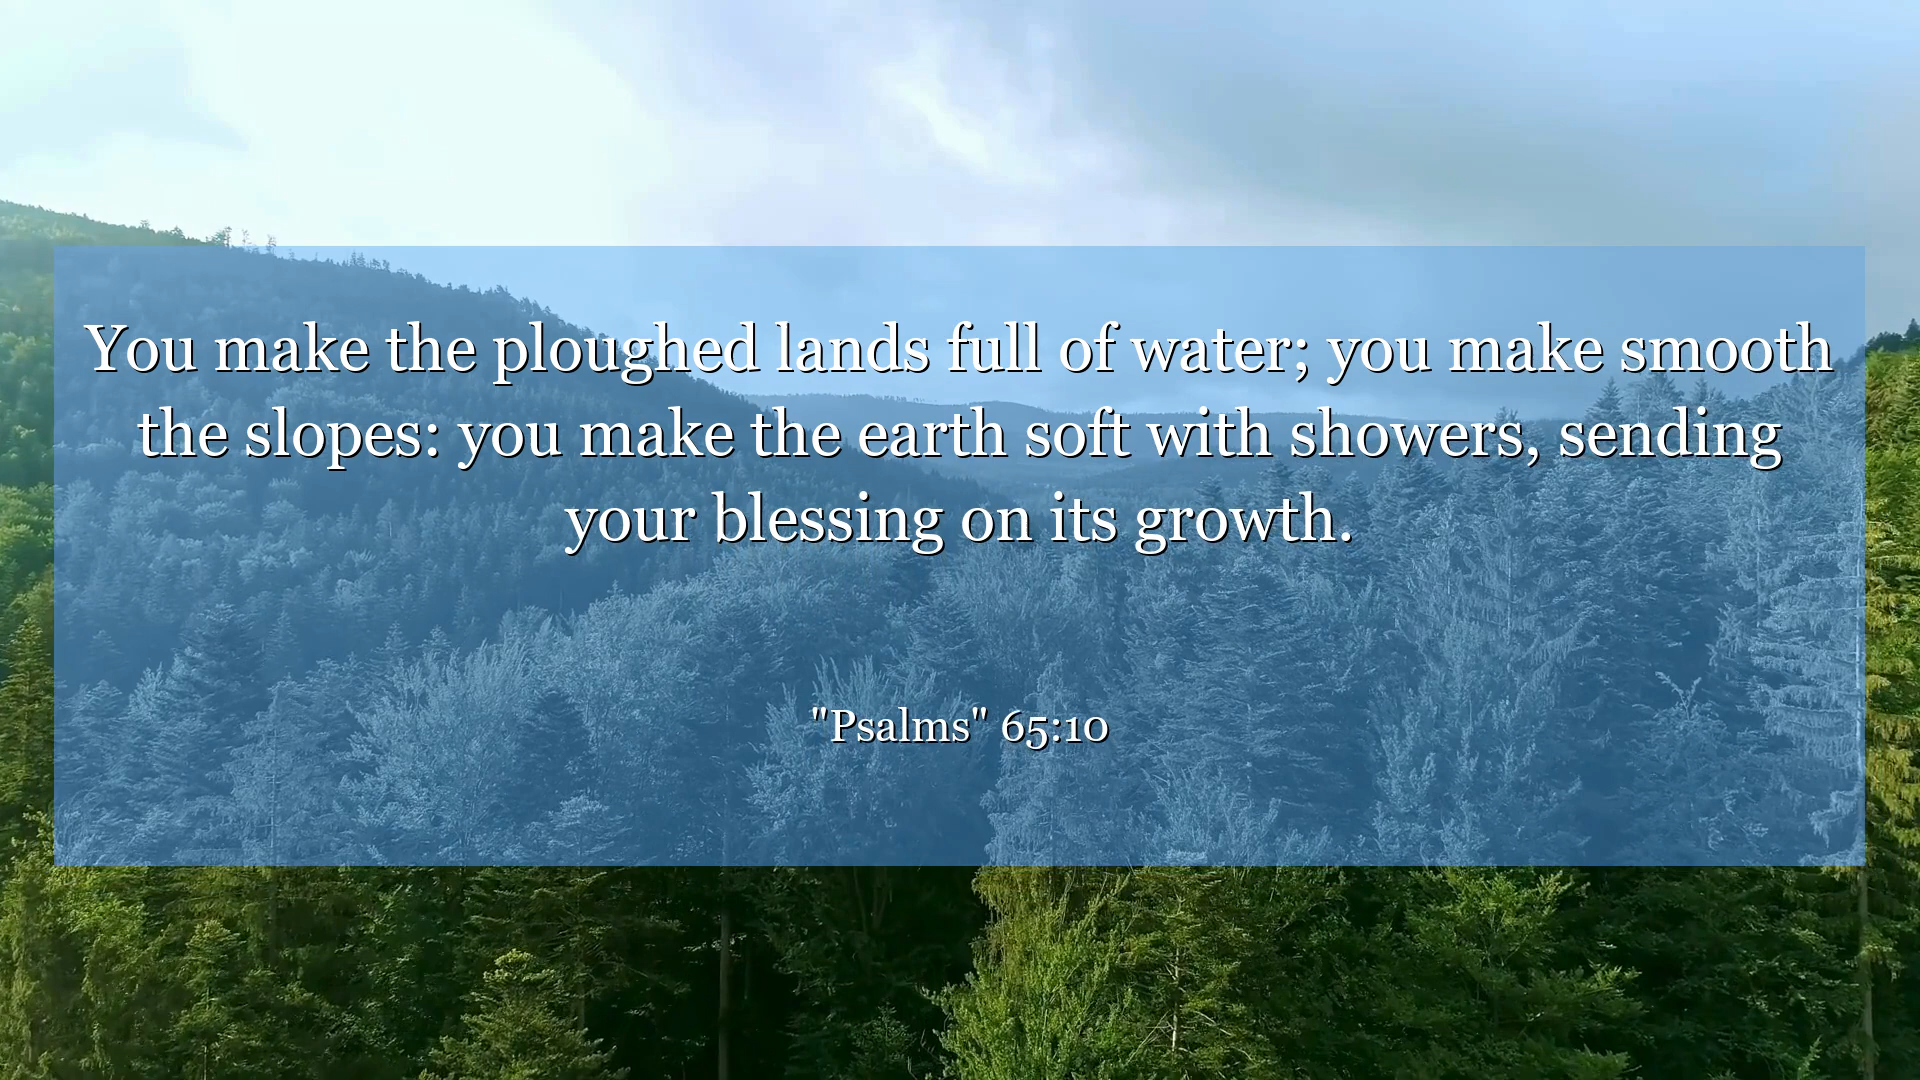 You make the ploughed lands full of water; you make smooth
the slopes: you make the earth soft with showers, sending
your blessing on its growth.
"Psalms" 65:10